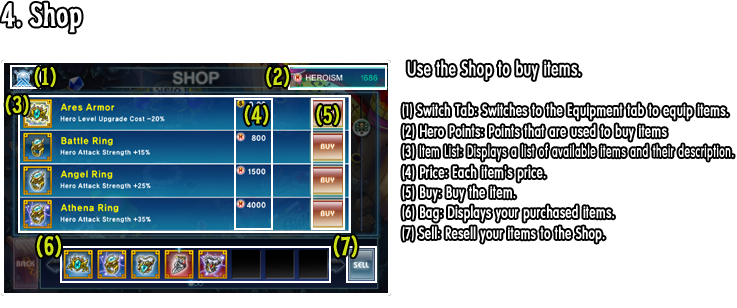 4. Shop
(1)
SHOP
(2)
HEROISM 1686
(3)
Ares Armor
Hero Level Upgrade Cost -20%
(4)
(5)
Battle Ring
Hero Attack Strength +15%
800
BUY
Angel Ring
Hero Attack Strength +25%
1500
BUY
Athena Ring
Hero Attack Strength +35%
4000
BUY
(6)
(7)
BACK
SELL
Use the Shop to buy items.
(1) Switch Tab: Switches to the Equipment tab to equip items.
(2) Hero Points: Points that are used to buy items
(3) Item List: Displays a list of available items and their description.
(4) Price: Each item's price.
(5) Buy: Buy the item.
(6) Bag: Displays your purchased items.
(7) Sell: Resell your items to the Shop.